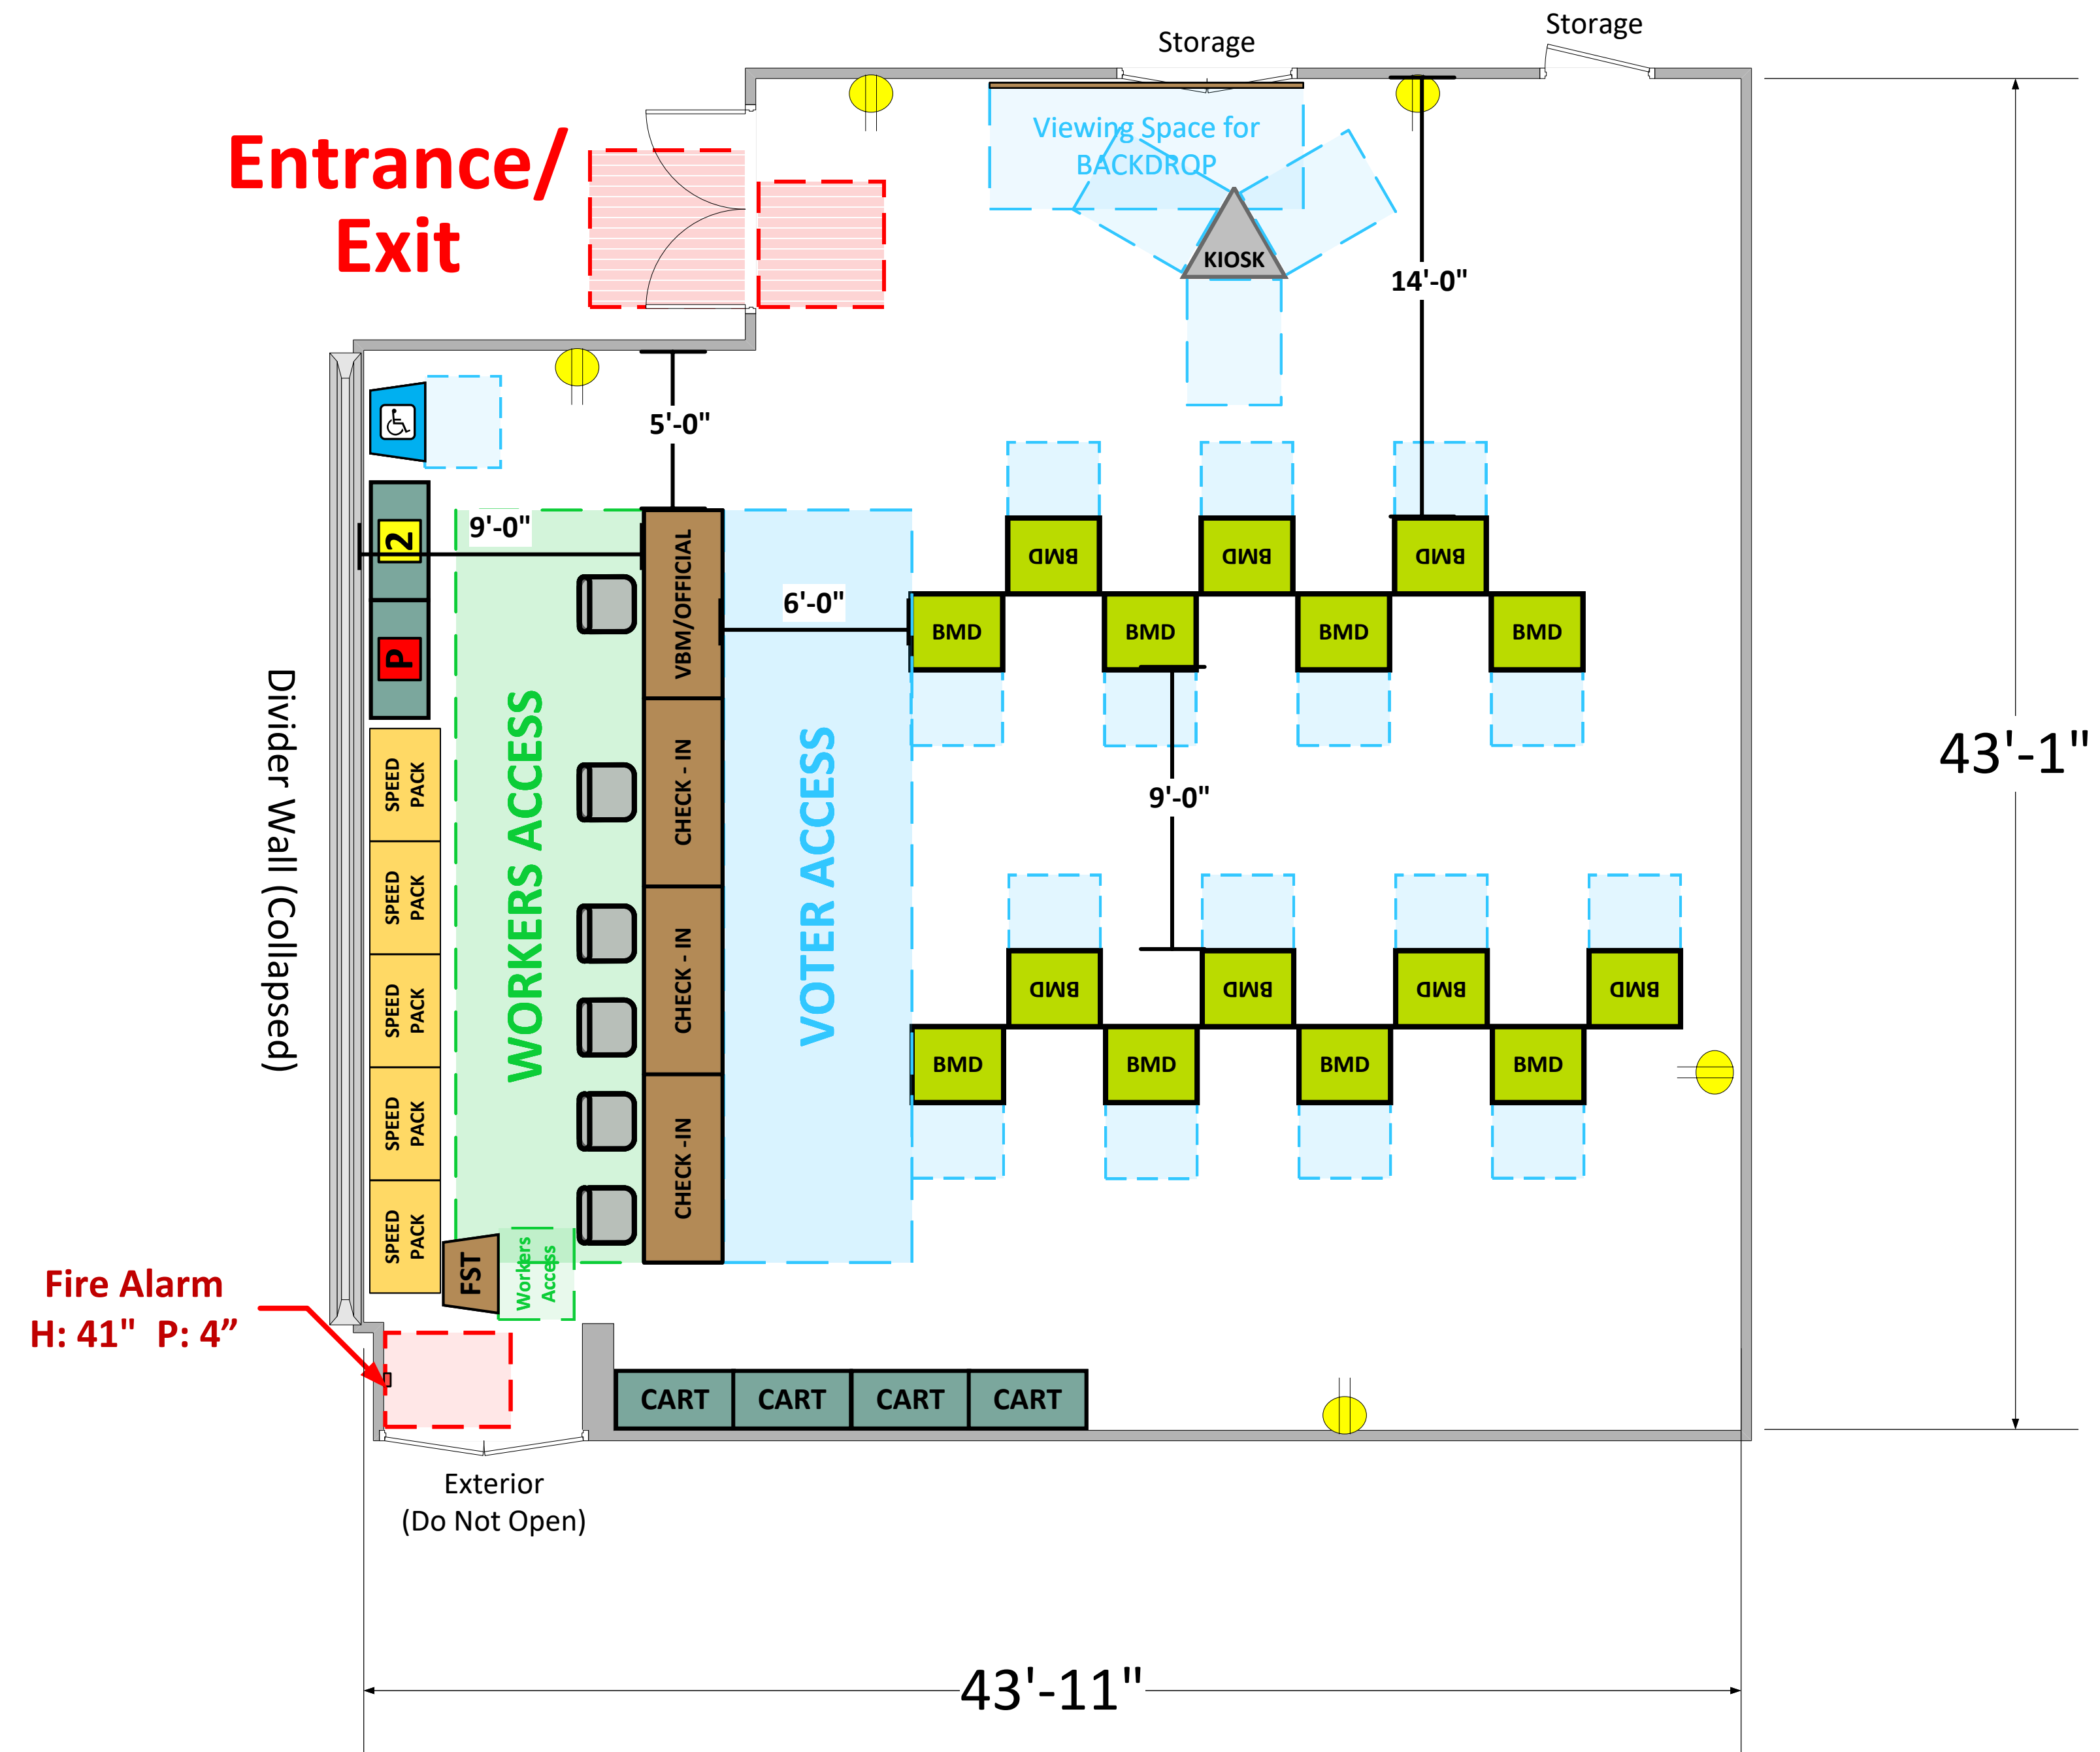 Storage
Storage
Entrance/
Exit
Viewing Space for
BACKDROP
KIOSK
14'-0"
5'-0"
9'-0"
2
P
VBM/OFFICIAL
6'-0"
BMD
BMD
BMD
BMD
BMD
BMD
BMD
43'-1"
Divider Wall (Collapsed)
SPEED
PACK
SPEED
PACK
SPEED
PACK
SPEED
PACK
SPEED
PACK
WORKERS ACCESS
CHECK - IN
CHECK - IN
CHECK -IN
VOTER ACCESS
9'-0"
BMD
BMD
BMD
BMD
BMD
BMD
BMD
BMD
FST
Workers
Access
Fire Alarm
H: 41" P: 4”
CART
CART
CART
CART
Exterior
(Do Not Open)
43'-11"